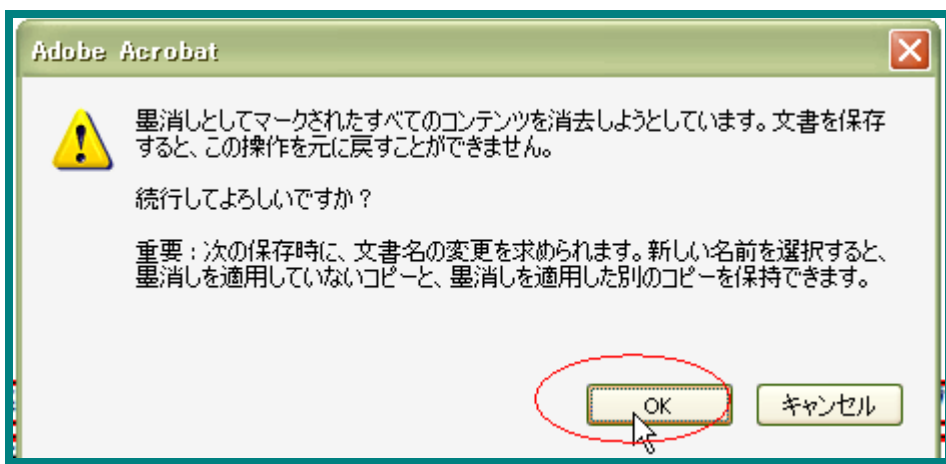 Adobe Acrobat
墨消しとしてマークされたすべてのコンテンツを消去しようとしています。文書を保存
すると、この操作を元に戻すことができません。
続行してよろしいですか？
重要：次の保存時に、文書名の変更を求められます。新しい名前を選択すると、
墨消しを適用していないコピーと、墨消しを適用した別のコピーを保持できます。
OK
キャンセル